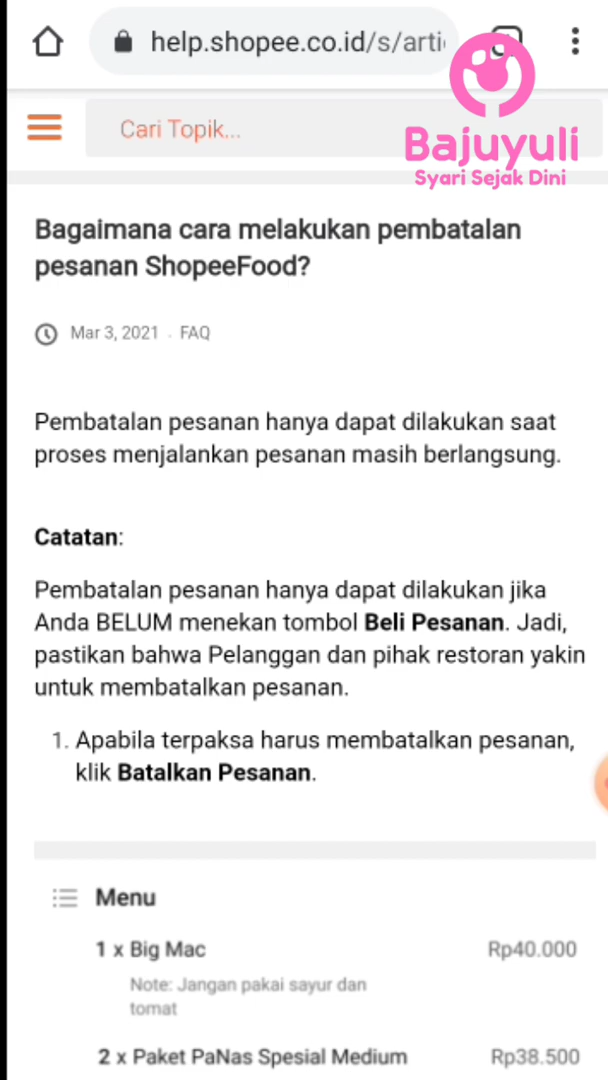 help.shopee.co.id/s/arti
Cari Topik...
Bajuyuli
Syari Sejak Dini
Bagaimana cara melakukan pembatalan
pesanan ShopeeFood?
Mar 3, 2021 . FAQ
Pembatalan pesanan hanya dapat dilakukan saat
proses menjalankan pesanan masih berlangsung.
Catatan:
Pembatalan pesanan hanya dapat dilakukan jika
Anda BELUM menekan tombol Beli Pesanan. Jadi,
pastikan bahwa Pelanggan dan pihak restoran yakin
untuk membatalkan pesanan.
1. Apabila terpaksa harus membatalkan pesanan,
klik Batalkan Pesanan.
Menu
1 x Big Mac Rp40.000
Note: Jangan pakai sayur dan
tomat
2 x Paket PaNas Spesial Medium Rp38.500